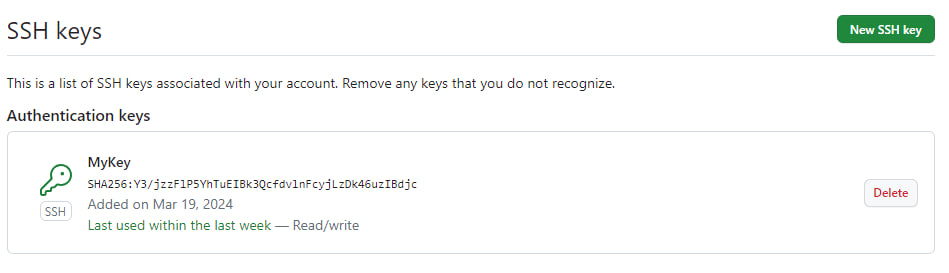 SSH keys
New SSH key
This is a list of SSH keys associated with your account. Remove any keys that you do not recognize.
Authentication keys
MyKey
SHA256:Y3/jzzFlP5YhTuEIBk3QcfdvlnFcyjLzDk46uzIBdjc
SSH
Added on Mar 19, 2024
Last used within the last week — Read/write
Delete